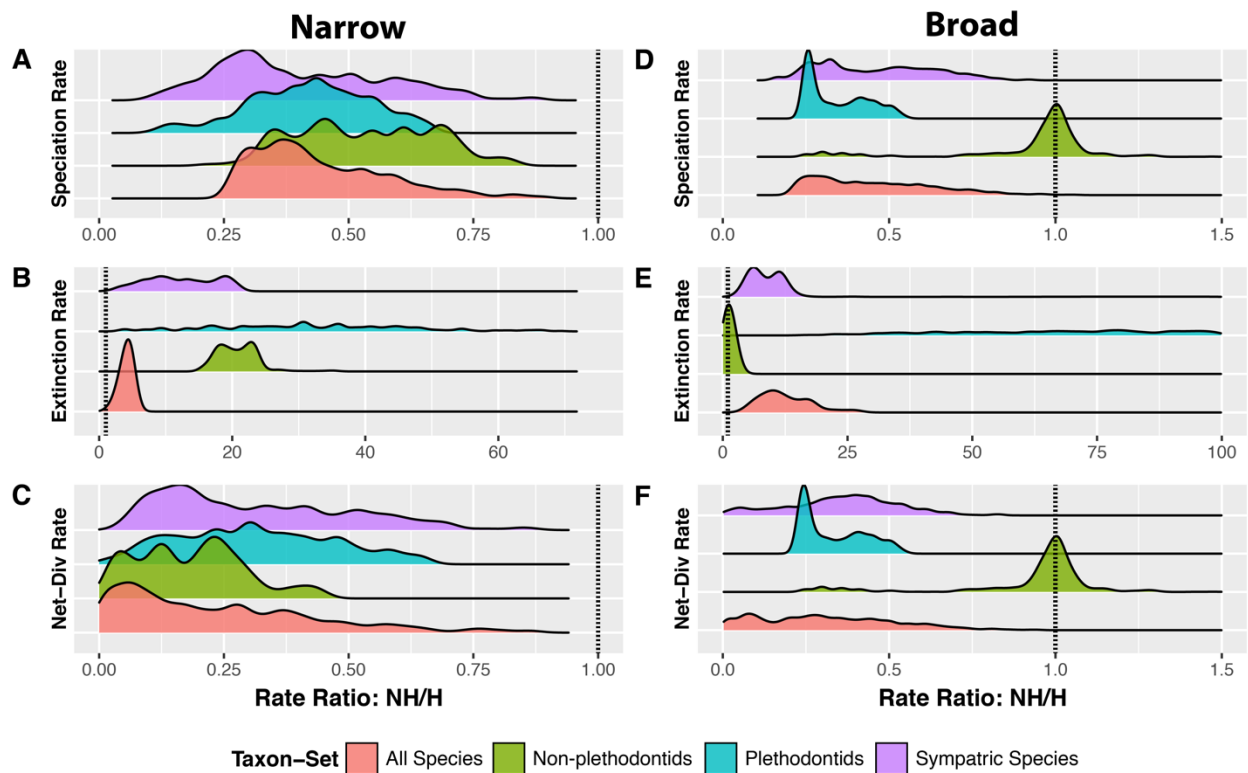 Narrow
Broad
A
Speciation Rate
0.00 0.25 0.50 0.75 1.00
D
Speciation Rate
0.0 0.5 1.0 1.5
B
Extinction Rate
0 20 40 60
E
Extinction Rate
0 25 50 75 100
C
Net–Div Rate
0.00 0.25 0.50 0.75 1.00
Rate Ratio: NH/H
F
Net–Div Rate
0.0 0.5 1.0 1.5
Rate Ratio: NH/H
Taxon–Set All Species Non-plethodontids Plethodontids Sympatric Species